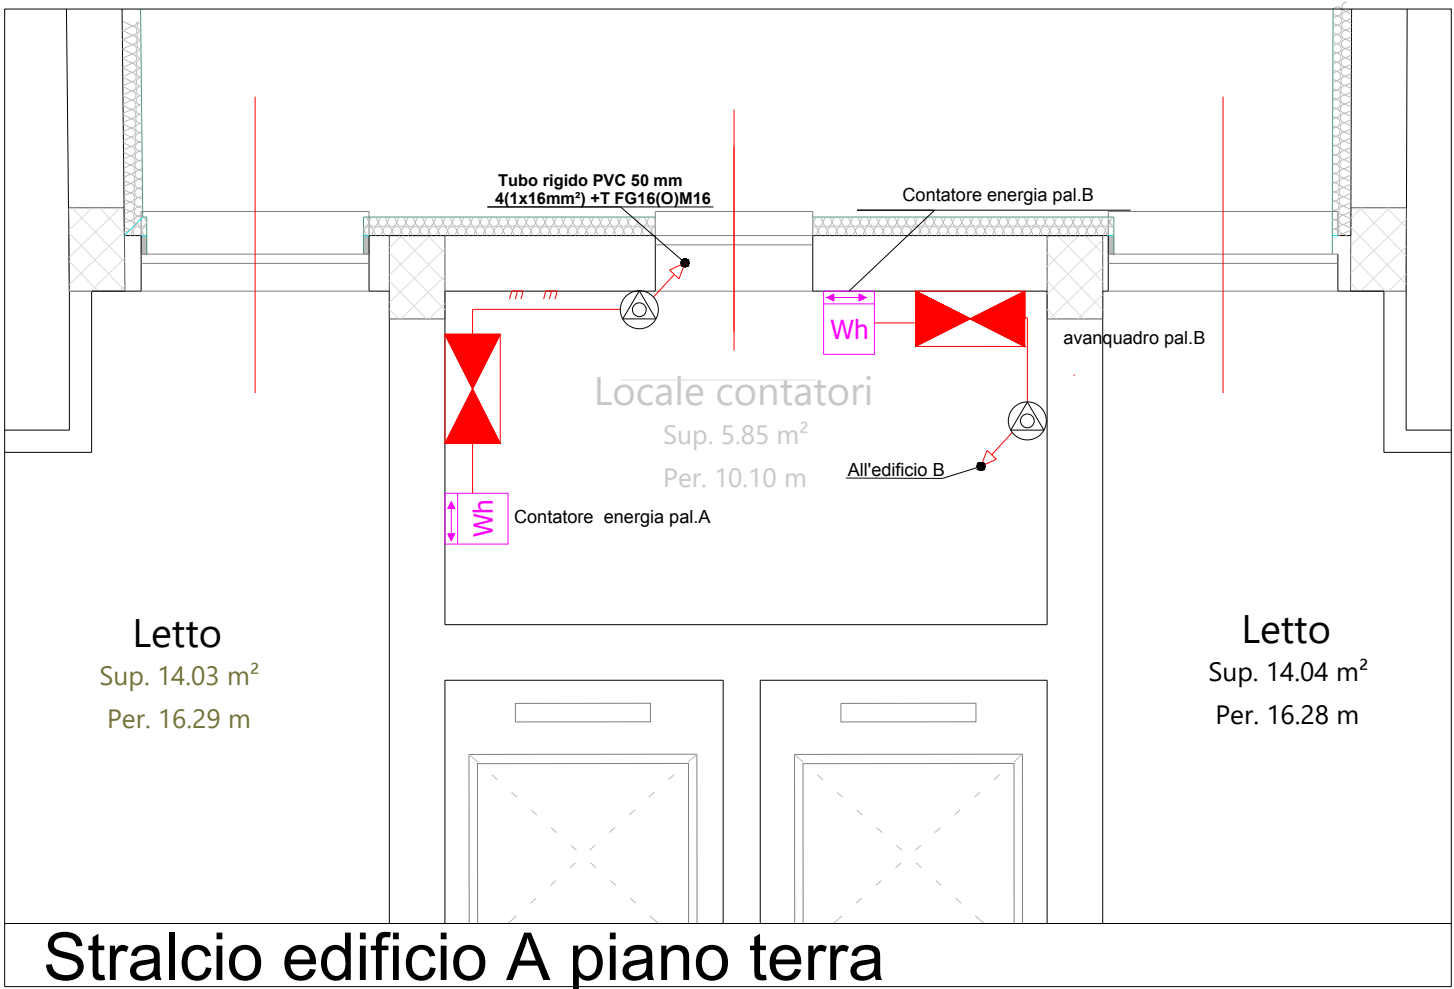 Tubo rigido PVC 50 mm
4(1x16mm²) +T FG16(O)M16
Contatore energia pal.B
Wh
avanquadro pal.B
Locale contatori
Sup. 5.85 m²
Per. 10.10 m
All'edificio B
Wh
Contatore energia pal.A
Letto
Sup. 14.03 m²
Per. 16.29 m
Letto
Sup. 14.04 m²
Per. 16.28 m
Stralcio edificio A piano terra